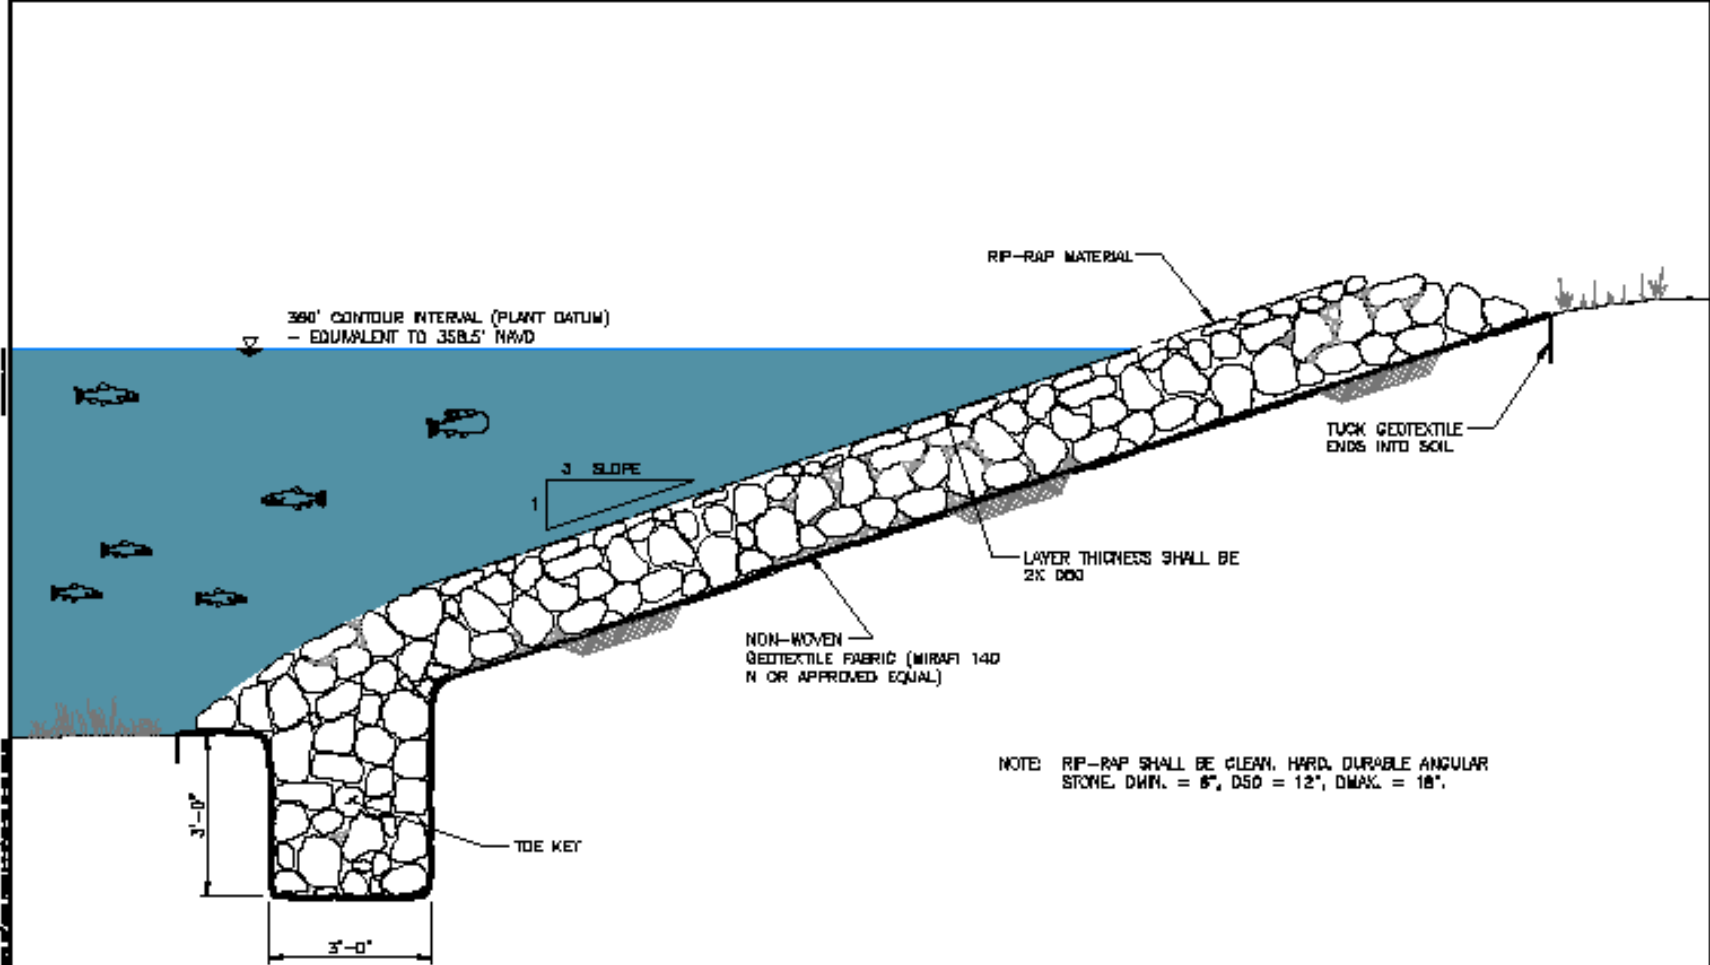 RIP-RAP MATERIAL
360' CONTOUR INTERVAL (PLANT DATUM)
- EQUIVALENT TO 358.5' NAVD
3 SLOPE
1
TUCK GEOTEXTILE
ENDS INTO SOIL
LAYER THICNESS SHALL BE
2X D50
NON-WOVEN
GEOTEXTILE FABRIC (MIRAFI 140
N OR APPROVED EQUAL)
NOTE: RIP-RAP SHALL BE CLEAN, HARD, DURABLE ANGULAR
STONE. DMIN. = 6", D50 = 12", DMAX. = 18".
3'-0"
TOE KEY
3'-0"